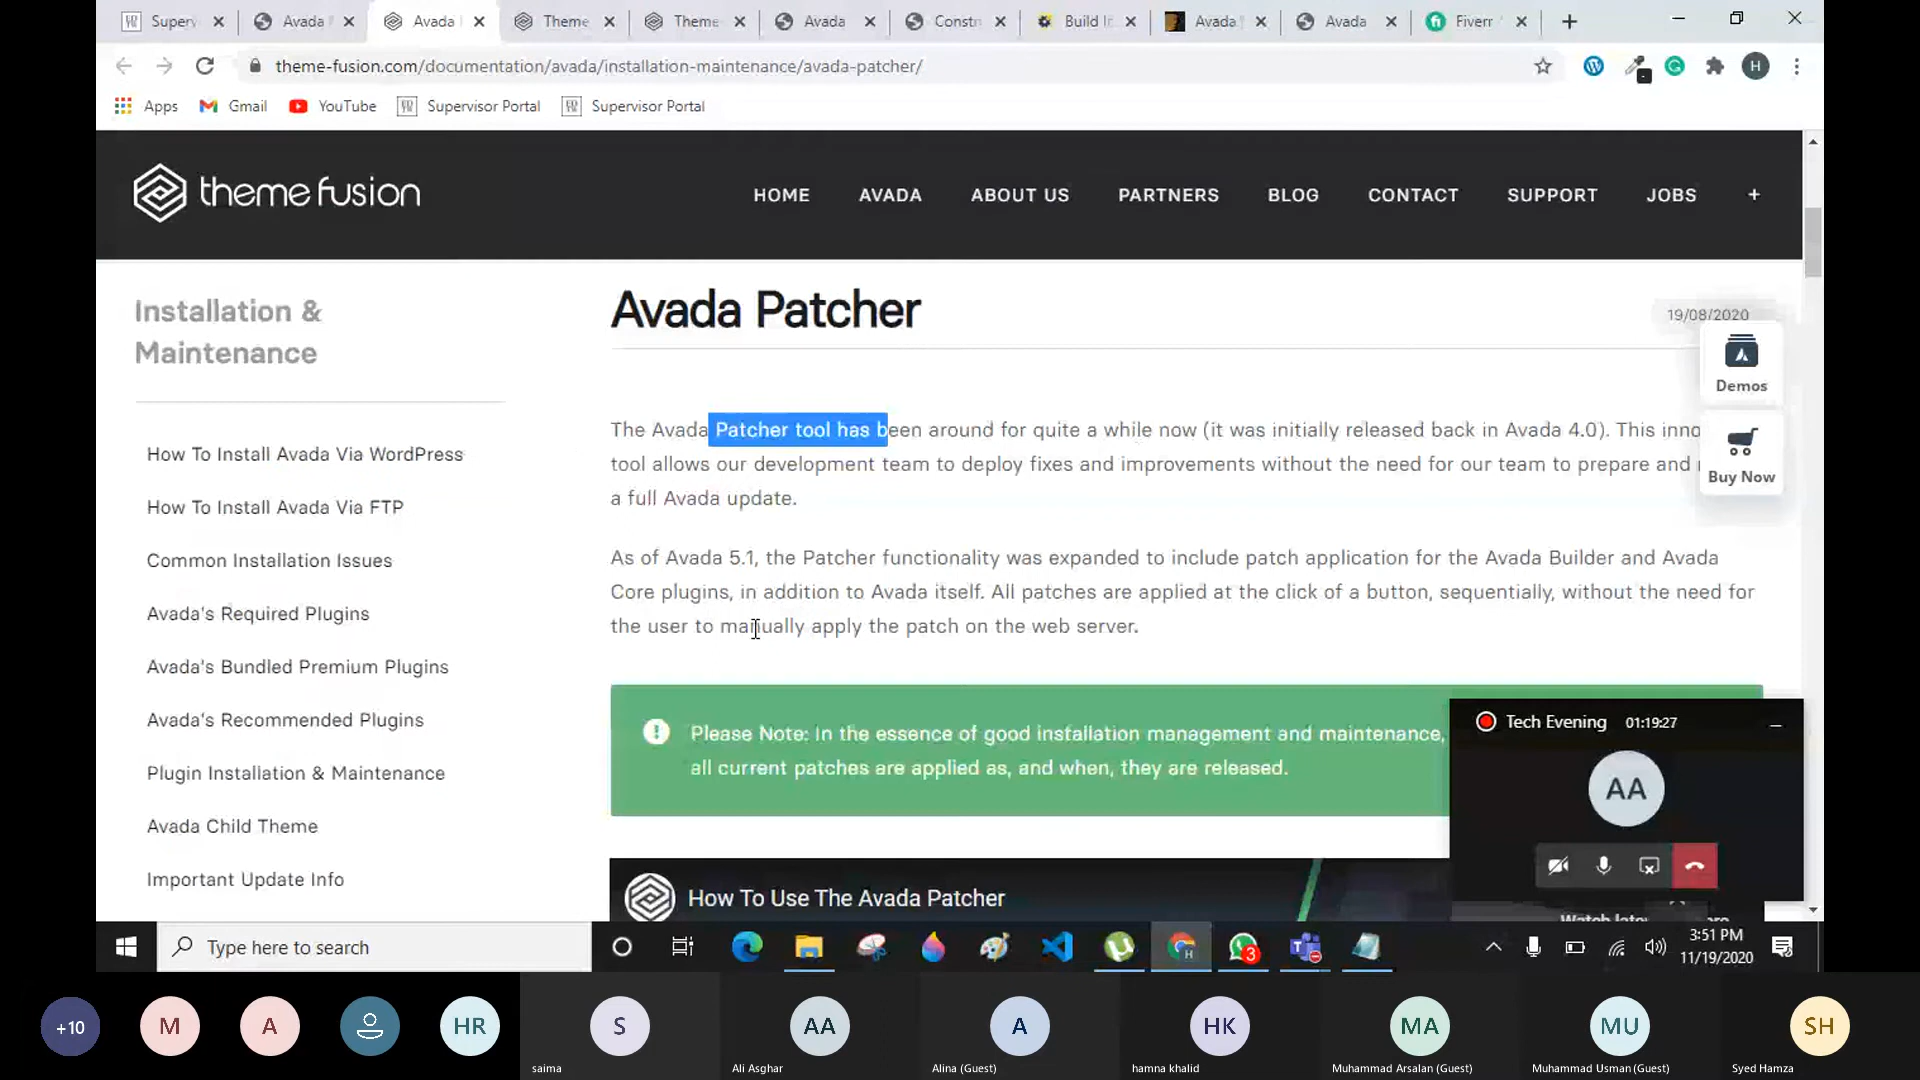 Superv
Avada
Avada
Theme
Theme
Avada
Constr
Build I
Avada
Avada
Fiverr
theme-fusion.com/documentation/avada/installation-maintenance/avada-patcher/
H
Apps
Gmail
YouTube
Supervisor Portal
Supervisor Portal
theme fusion
HOME
AVADA
ABOUT US
PARTNERS
BLOG
CONTACT
SUPPORT
JOBS
+
Installation &
Maintenance
How To Install Avada Via WordPress
How To Install Avada Via FTP
Common Installation Issues
Avada's Required Plugins
Avada's Bundled Premium Plugins
Avada's Recommended Plugins
Plugin Installation & Maintenance
Avada Child Theme
Important Update Info
Avada Patcher
19/08/2020
Demos
Buy Now
The Avada Patcher tool has been around for quite a while now (it was initially released back in Avada 4.0). This inno
tool allows our development team to deploy fixes and improvements without the need for our team to prepare and
a full Avada update.
As of Avada 5.1, the Patcher functionality was expanded to include patch application for the Avada Builder and Avada
Core plugins, in addition to Avada itself. All patches are applied at the click of a button, sequentially, without the need for
the user to manually apply the patch on the web server.
Please Note: In the essence of good installation management and maintenance,
all current patches are applied as, and when, they are released.
How To Use The Avada Patcher
Tech Evening 01:19:27
AA
Type here to search
3
3:51 PM
11/19/2020
+10
M
A
HR
S
AA
A
HK
MA
MU
SH
saima
Ali Asghar
Alina (Guest)
hamna khalid
Muhammad Arsalan (Guest)
Muhammad Usman (Guest)
Syed Hamza